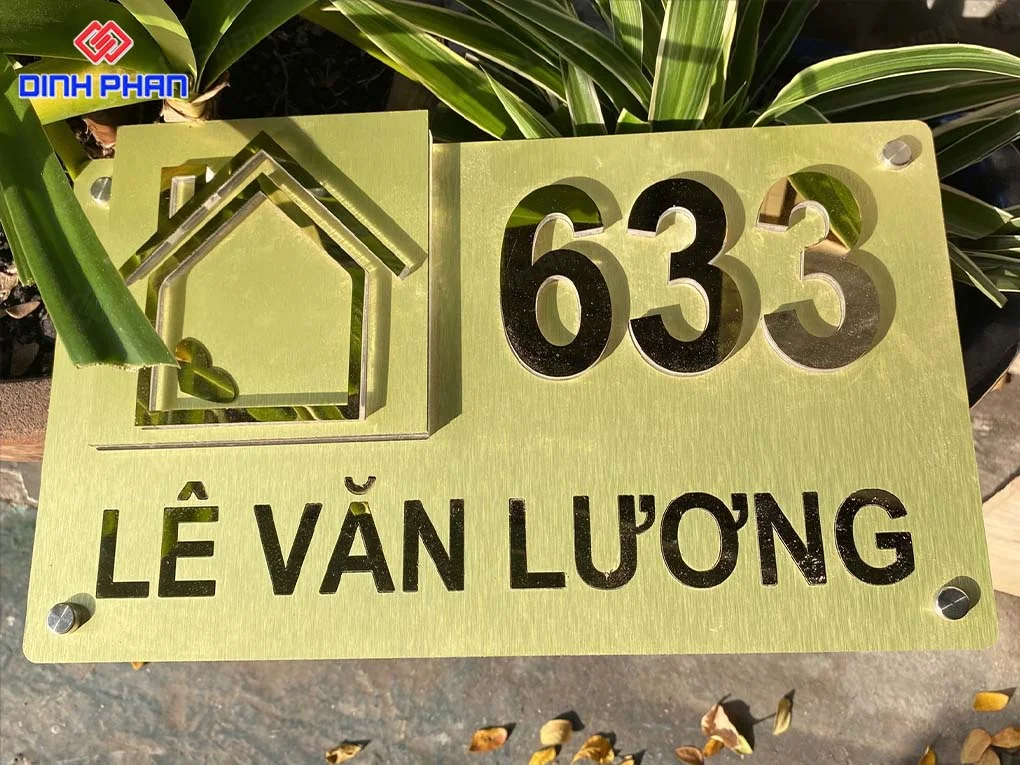 DINH PHAN
633
LÊ VĂN LƯƠNG